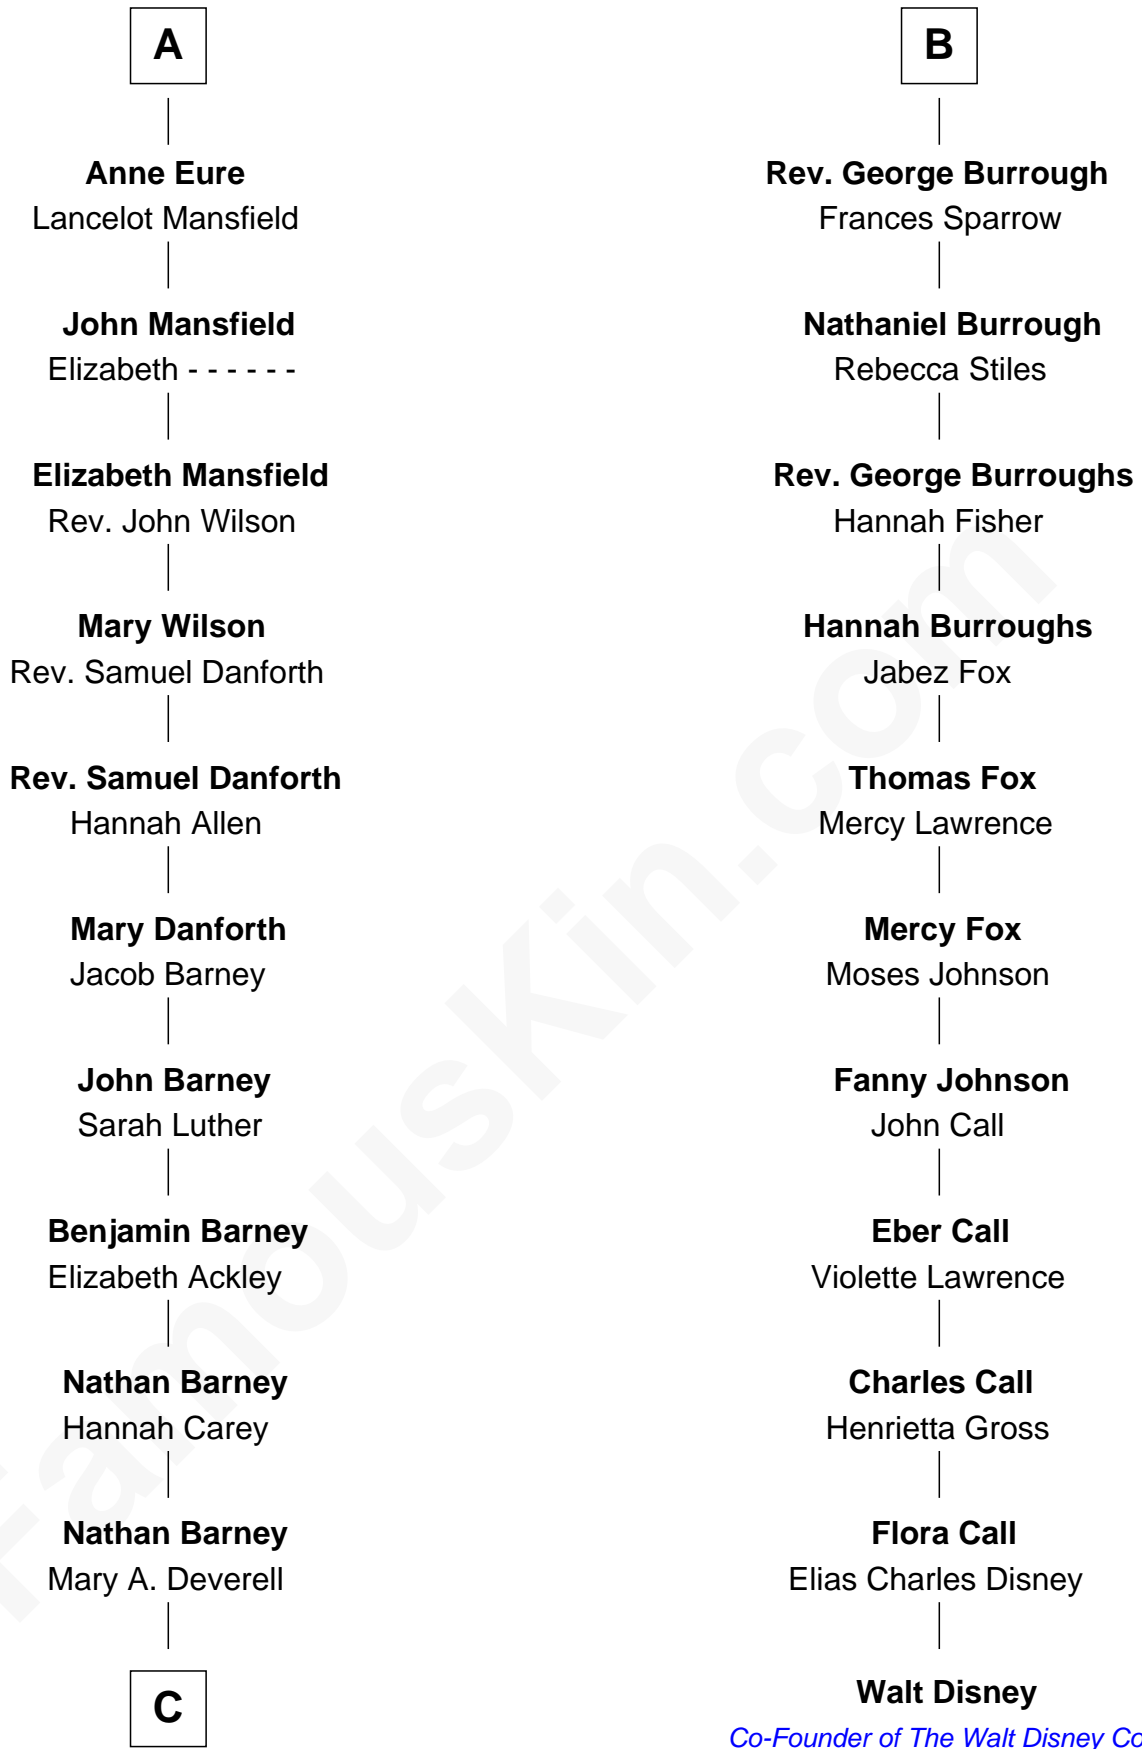 A
Anne Eure
Lancelot Mansfield
John Mansfield
Elizabeth - - - - - -
Elizabeth Mansfield
Rev. John Wilson
Mary Wilson
Rev. Samuel Danforth
Rev. Samuel Danforth
Hannah Allen
Mary Danforth
Jacob Barney
John Barney
Sarah Luther
Benjamin Barney
Elizabeth Ackley
Nathan Barney
Hannah Carey
Nathan Barney
Mary A. Deverell
C
B
Rev. George Burrough
Frances Sparrow
Nathaniel Burrough
Rebecca Stiles
Rev. George Burroughs
Hannah Fisher
Hannah Burroughs
Jabez Fox
Thomas Fox
Mercy Lawrence
Mercy Fox
Moses Johnson
Fanny Johnson
John Call
Eber Call
Violette Lawrence
Charles Call
Henrietta Gross
Flora Call
Elias Charles Disney
Walt Disney
Co-Founder of The Walt Disney Co
FamousKin.com